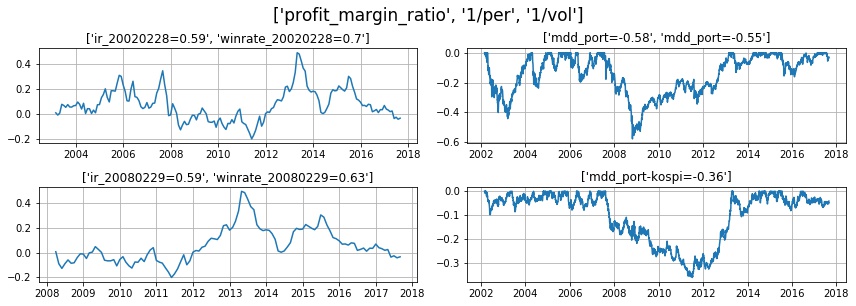 ['profit_margin_ratio', '1/per', '1/vol']
['ir_20020228=0.59', 'winrate_20020228=0.7']
0.4
0.2
0.0
−0.2
2004 2006 2008 2010 2012 2014 2016 2018
['mdd_port=-0.58', 'mdd_port=-0.55']
0.0
−0.2
−0.4
−0.6
2002 2004 2006 2008 2010 2012 2014 2016 2018
['ir_20080229=0.59', 'winrate_20080229=0.63']
0.4
0.2
0.0
−0.2
2008 2009 2010 2011 2012 2013 2014 2015 2016 2017 2018
['mdd_port-kospi=-0.36']
0.0
−0.1
−0.2
−0.3
2002 2004 2006 2008 2010 2012 2014 2016 2018